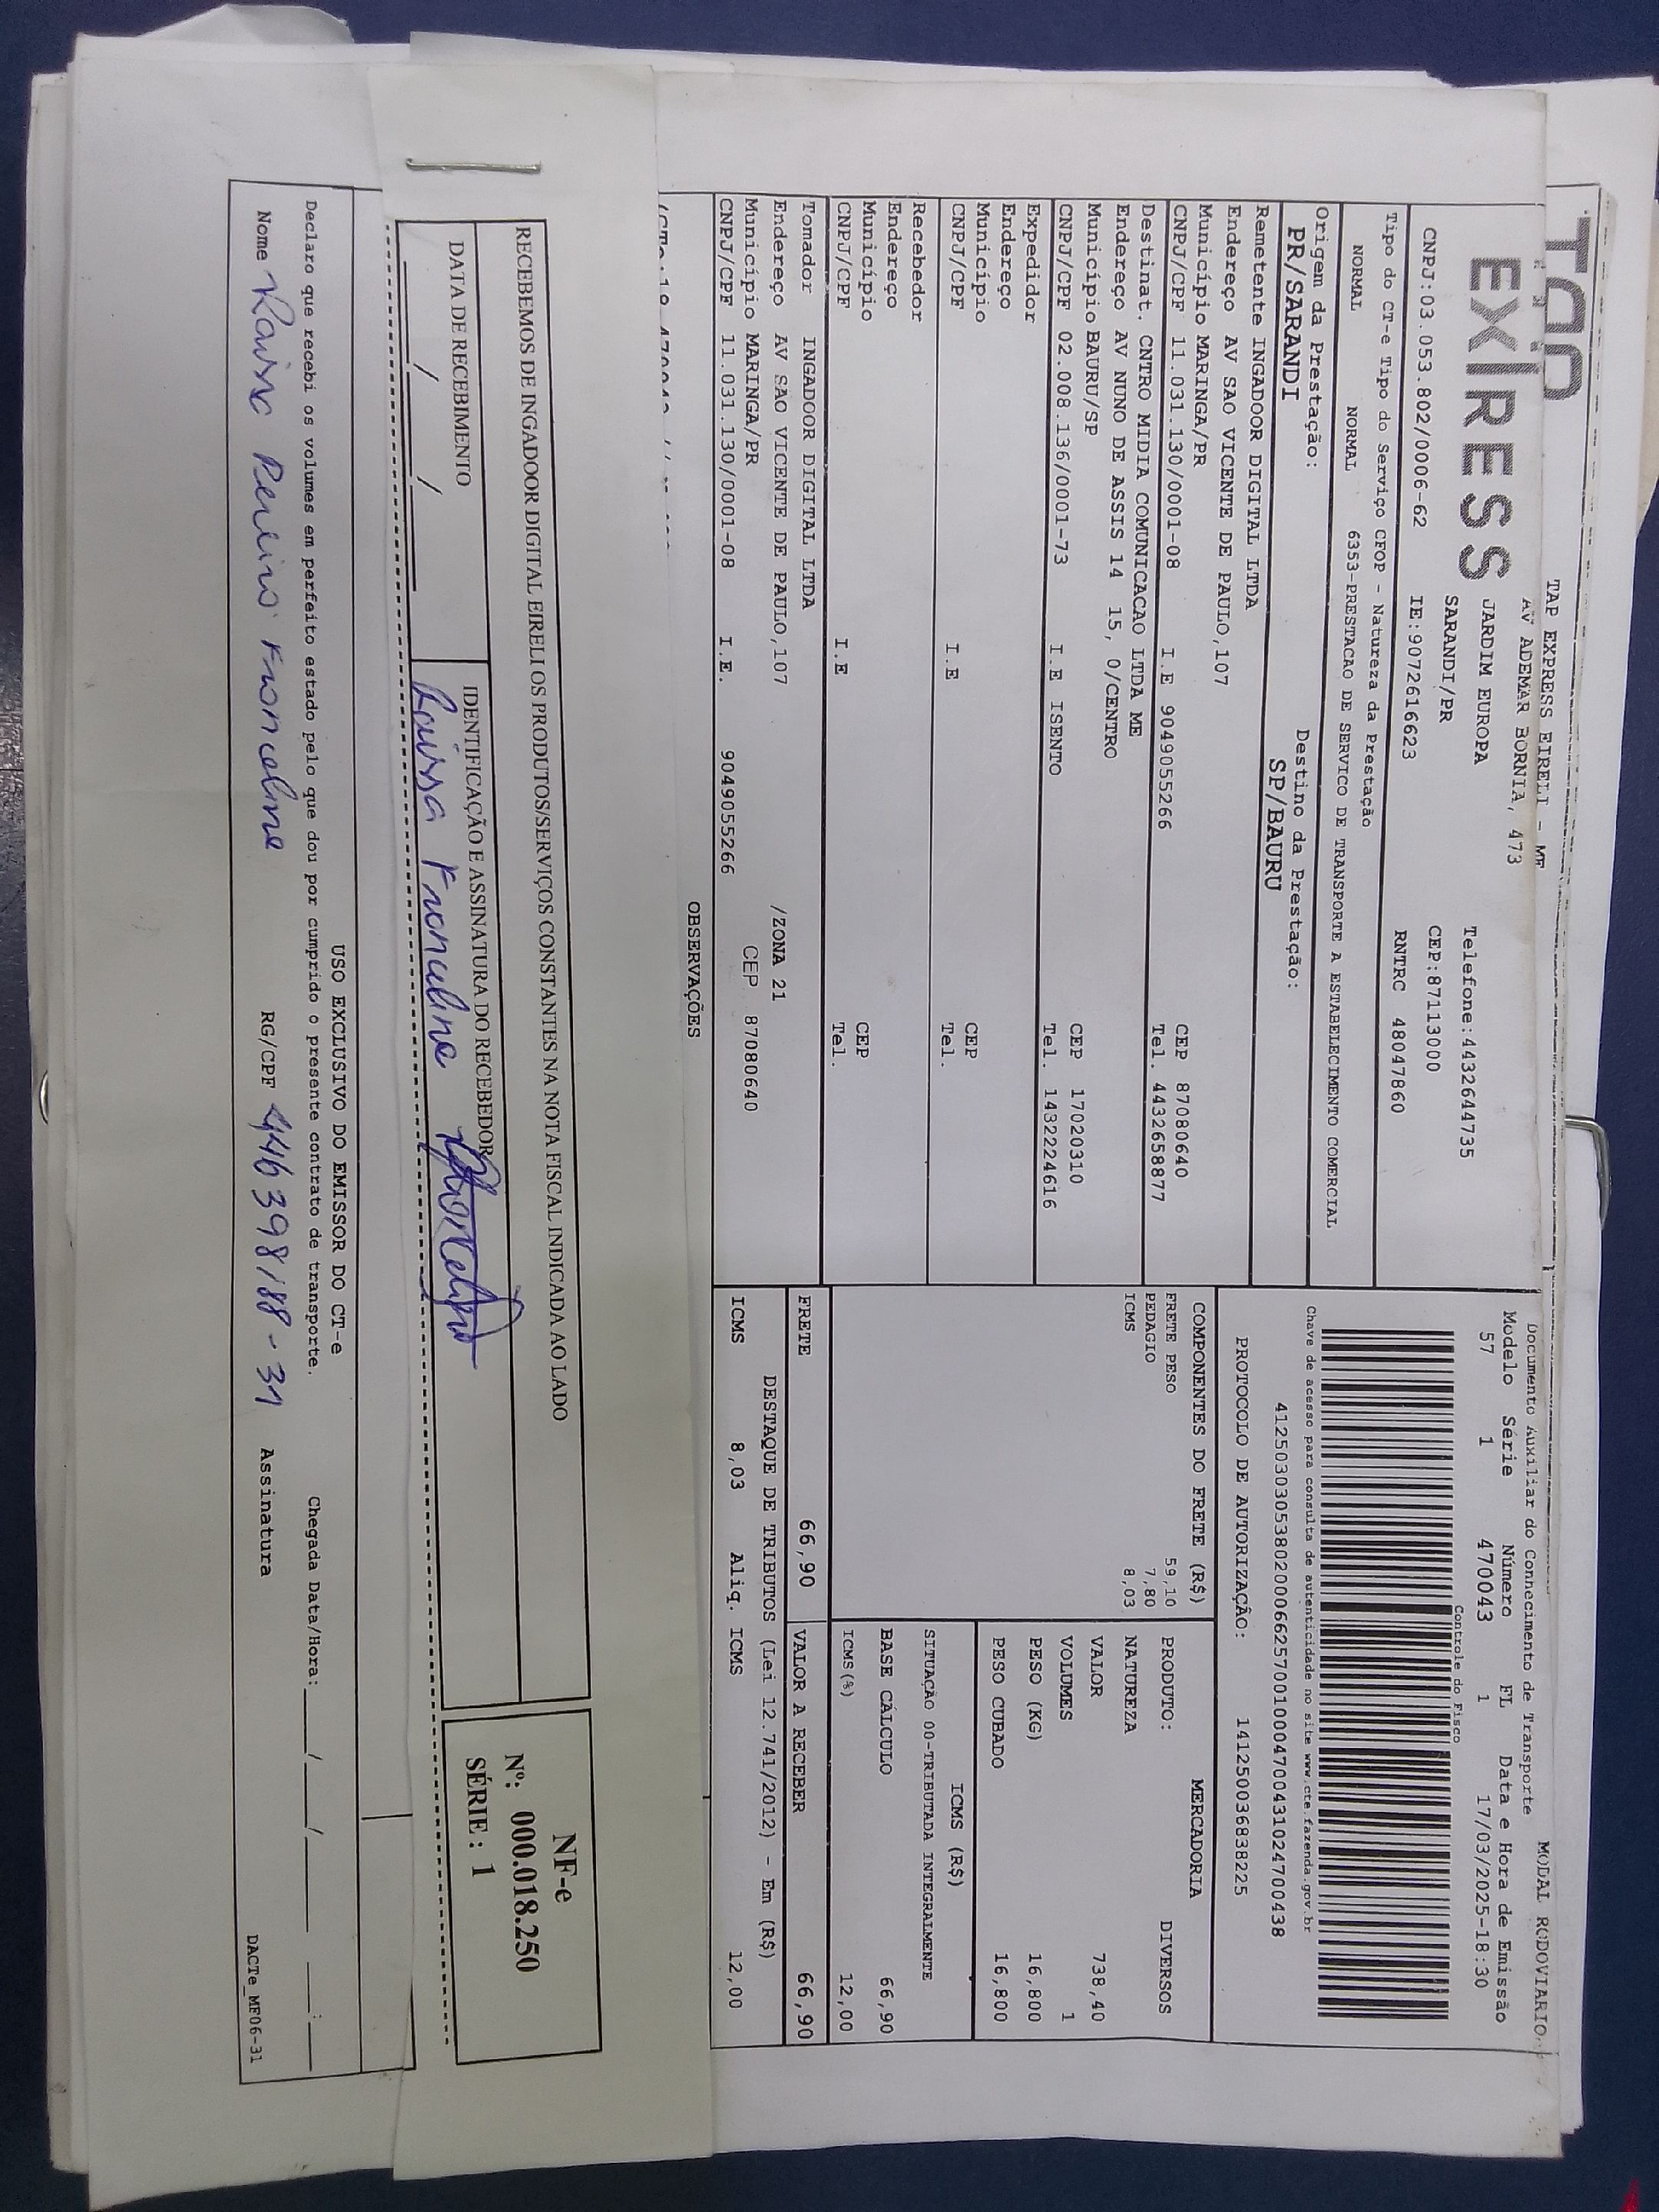 TAP
EXPRESS
TAP EXPRESS EIRELI - ME
AV ADEMAR BORNIA, 473
JARDIM EUROPA
SARANDI/PR
Telefone:4432644735
CEP:87113000
CNPJ:03.053.802/0006-62 IE:9072616623 RNTRC 48047860
Tipo do CT-e Tipo do Serviço CFOP - Natureza da Prestação
NORMAL NORMAL 6353-PRESTACAO DE SERVICO DE TRANSPORTE A ESTABELECIMENTO COMERCIAL
Origem da Prestação: Destino da Prestação:
PR/SARANDI SP/BAURU
Remetente INGADOOR DIGITAL LTDA
Endereço AV SAO VICENTE DE PAULO,107
Município MARINGA/PR CEP 87080640
CNPJ/CPF 11.031.130/0001-08 I.E 9049055266 Tel. 4432658877
Destinat. CNTRO MIDIA COMUNICACAO LTDA ME
Endereço AV NUNO DE ASSIS 14 15, 0/CENTRO
Município BAURU/SP CEP 17020310
CNPJ/CPF 02.008.136/0001-73 I.E ISENTO Tel. 1432224616
Expedidor
Endereço
Município CEP
CNPJ/CPF I.E Tel.
Recebedor
Endereço
Município CEP
CNPJ/CPF I.E Tel.
Tomador INGADOOR DIGITAL LTDA
Endereço AV SAO VICENTE DE PAULO,107 /ZONA 21
Município MARINGA/PR CEP 87080640
CNPJ/CPF 11.031.130/0001-08 I.E. 9049055266
OBSERVAÇÕES
Documento Auxiliar do Conhecimento de Transporte MODAL RODOVIARIO
Modelo Série Número FL Data e Hora de Emissão
57 1 470043 1 17/03/2025-18:30
Controle do Fisco
Chave de acesso para consulta de autenticidade no site www.cte.fazenda.gov.br
41250303053802000662570010004700431024700438
PROTOCOLO DE AUTORIZAÇÃO: 141250036838225
COMPONENTES DO FRETE (R$)
FRETE PESO 59,10
PEDAGIO 7,80
ICMS 8,03
MERCADORIA
PRODUTO: DIVERSOS
NATUREZA
VALOR 738,40
VOLUMES 1
PESO (KG) 16,800
PESO CUBADO 16,800
ICMS (R$)
SITUAÇÃO 00-TRIBUTADA INTEGRALMENTE
BASE CÁLCULO 66,90
ICMS(%) 12,00
FRETE 66,90 VALOR A RECEBER 66,90
DESTAQUE DE TRIBUTOS (Lei 12.741/2012) - Em (R$)
ICMS 8,03 Aliq. ICMS 12,00
RECEBEMOS DE INGADOOR DIGITAL EIRELI OS PRODUTOS/SERVIÇOS CONSTANTES NA NOTA FISCAL INDICADA AO LADO
DATA DE RECEBIMENTO
/ /
IDENTIFICAÇÃO E ASSINATURA DO RECEBEDOR
Raissa Franculine
NF-e
Nº: 000.018.250
SÉRIE : 1
USO EXCLUSIVO DO EMISSOR DO CT-e
Declaro que recebi os volumes em perfeito estado pelo que dou por cumprido o presente contrato de transporte. Chegada Data/Hora:____/____/____ ___:___
Nome Raissa Pereira Franculine RG/CPF 446398188-31 Assinatura
DACTe_MF06-31